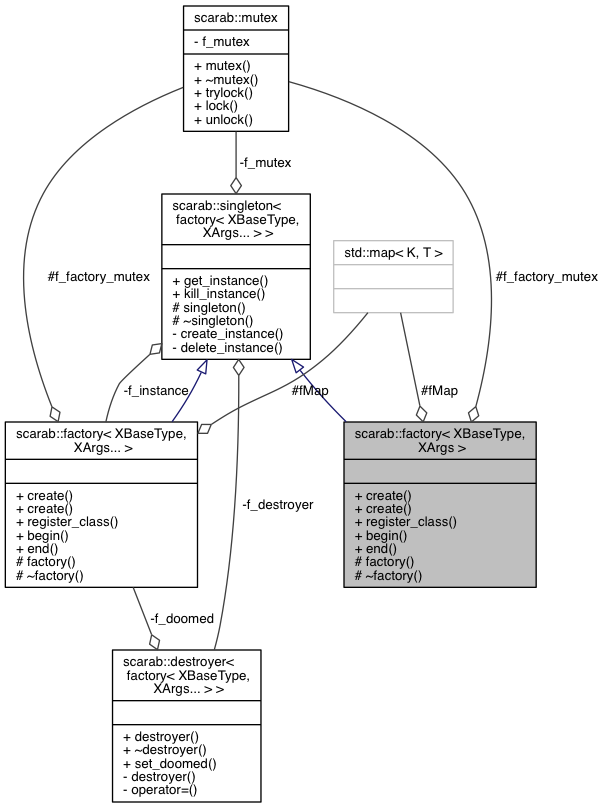 scarab::mutex
- f_mutex
+ mutex()
+ ~mutex()
+ trylock()
+ lock()
+ unlock()
-f_mutex
scarab::singleton<
factory< XBaseType,
XArgs... > >
+ get_instance()
+ kill_instance()
# singleton()
# ~singleton()
- create_instance()
- delete_instance()
std::map< K, T >
#f_factory_mutex
#f_factory_mutex
-f_instance
#fMap
#fMap
scarab::factory< XBaseType,
XArgs... >
+ create()
+ create()
+ register_class()
+ begin()
+ end()
# factory()
# ~factory()
scarab::factory< XBaseType,
XArgs >
+ create()
+ create()
+ register_class()
+ begin()
+ end()
# factory()
# ~factory()
-f_destroyer
-f_doomed
scarab::destroyer<
factory< XBaseType,
XArgs... > >
+ destroyer()
+ ~destroyer()
+ set_doomed()
- destroyer()
- operator=()